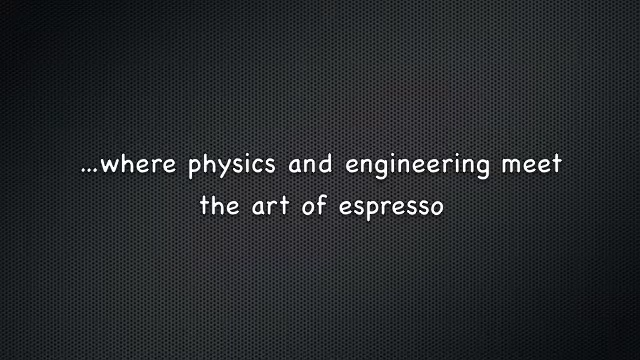 ...where physics and engineering meet
the art of espresso